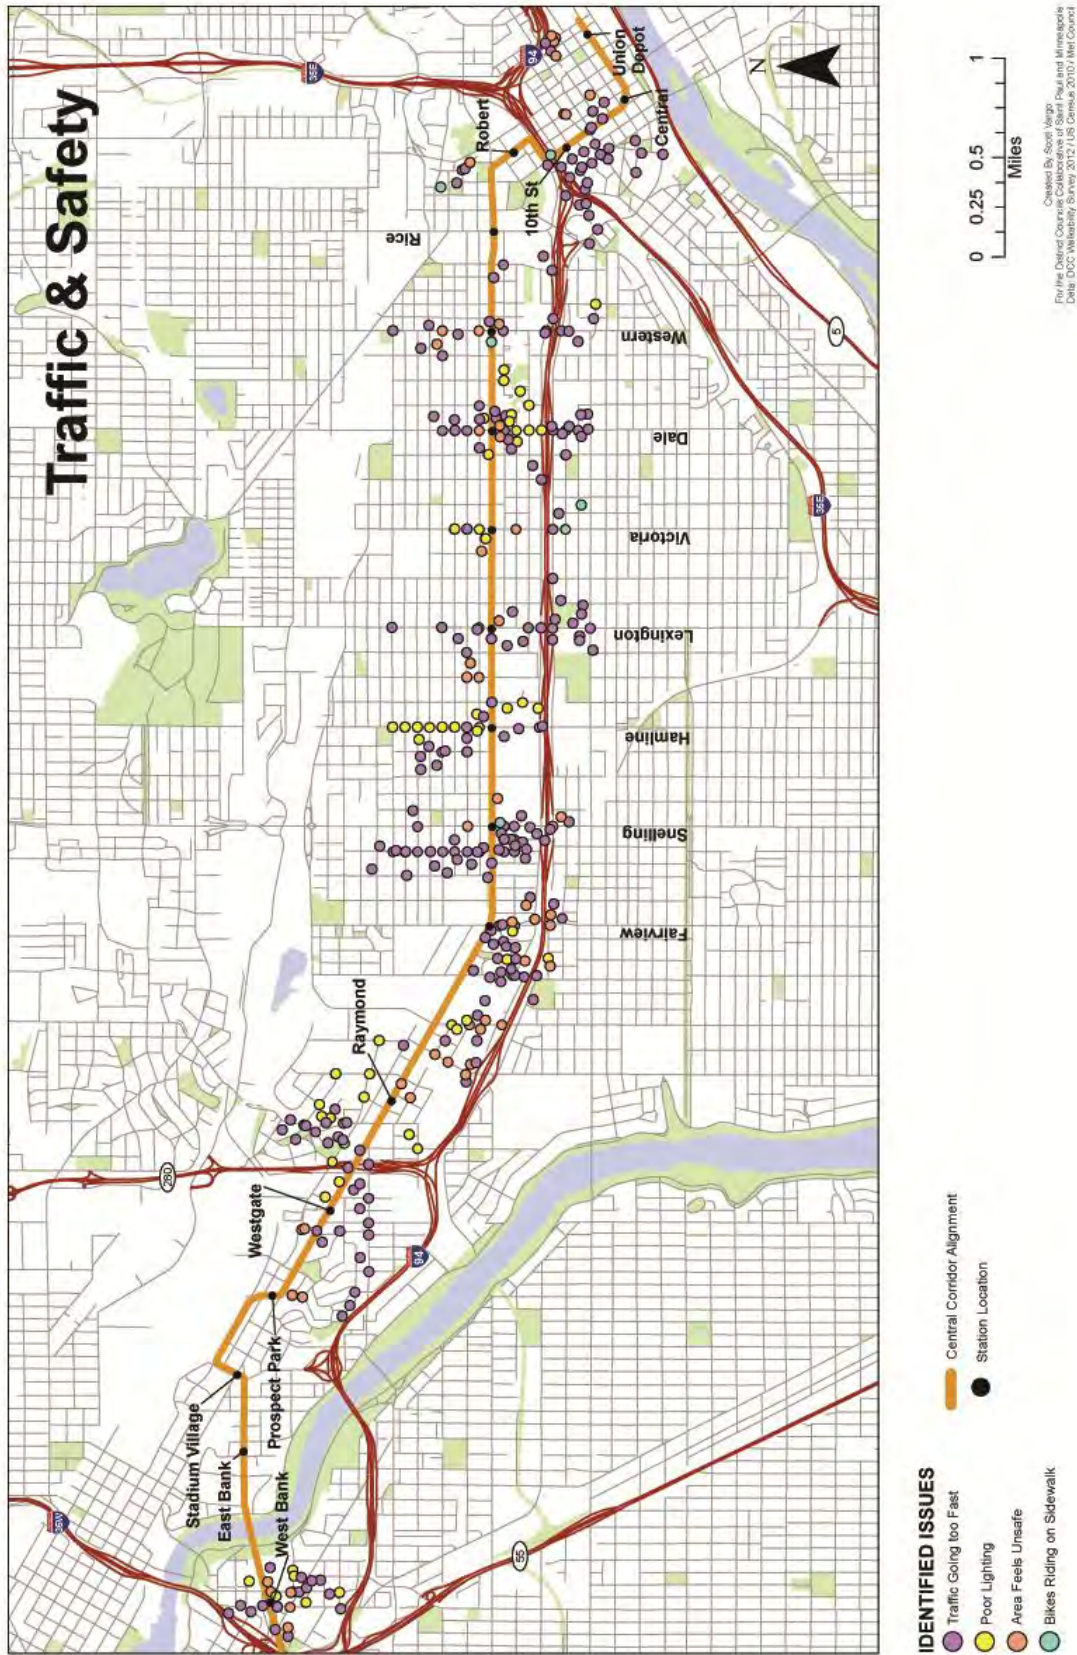 Traffic & Safety
35E
94
Union
Depot
Central
Robert
10th St
Rice
Western
Dale
Victoria
Lexington
Hamline
Snelling
Fairview
Raymond
280
Westgate
94
Prospect Park
Stadium Village
East Bank
West Bank
35W
55
35E
5
N
0 0.25 0.5 1
Miles
Created By Scott Vargo
For the District Councils Collaborative of Saint Paul and Minneapolis
Data: DCC Walkability Survey 2012 / US Census 2010 / Met Council
IDENTIFIED ISSUES
Traffic Going too Fast
Poor Lighting
Area Feels Unsafe
Bikes Riding on Sidewalk
Central Corridor Alignment
Station Location